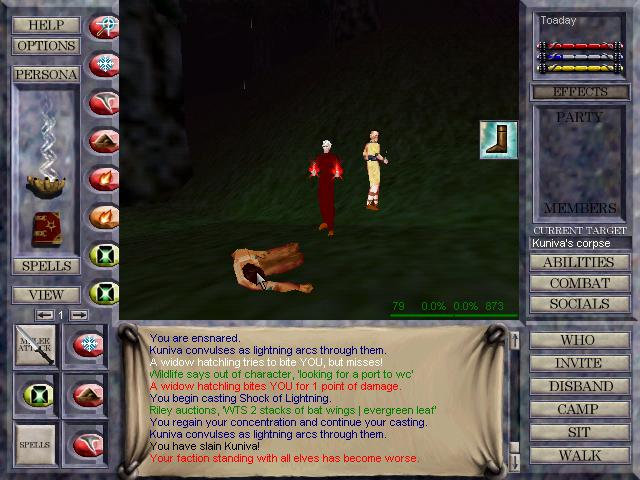 HELP
OPTIONS
PERSONA
SPELLS
VIEW
1
MELEE
ATTACK
SPELLS
79 0.0% 0.0% 873
You are ensnared.
Kuniva convulses as lightning arcs through them.
A widow hatchling tries to bite YOU, but misses!
Wildlife says out of character, 'looking for a port to wc'
A widow hatchling bites YOU for 1 point of damage.
You begin casting Shock of Lightning.
Riley auctions, 'WTS 2 stacks of bat wings | evergreen leaf'
You regain your concentration and continue your casting.
Kuniva convulses as lightning arcs through them.
You have slain Kuniva!
Your faction standing with all elves has become worse.
Toaday
EFFECTS
PARTY
MEMBERS
CURRENT TARGET
Kuniva's corpse
ABILITIES
COMBAT
SOCIALS
WHO
INVITE
DISBAND
CAMP
SIT
WALK